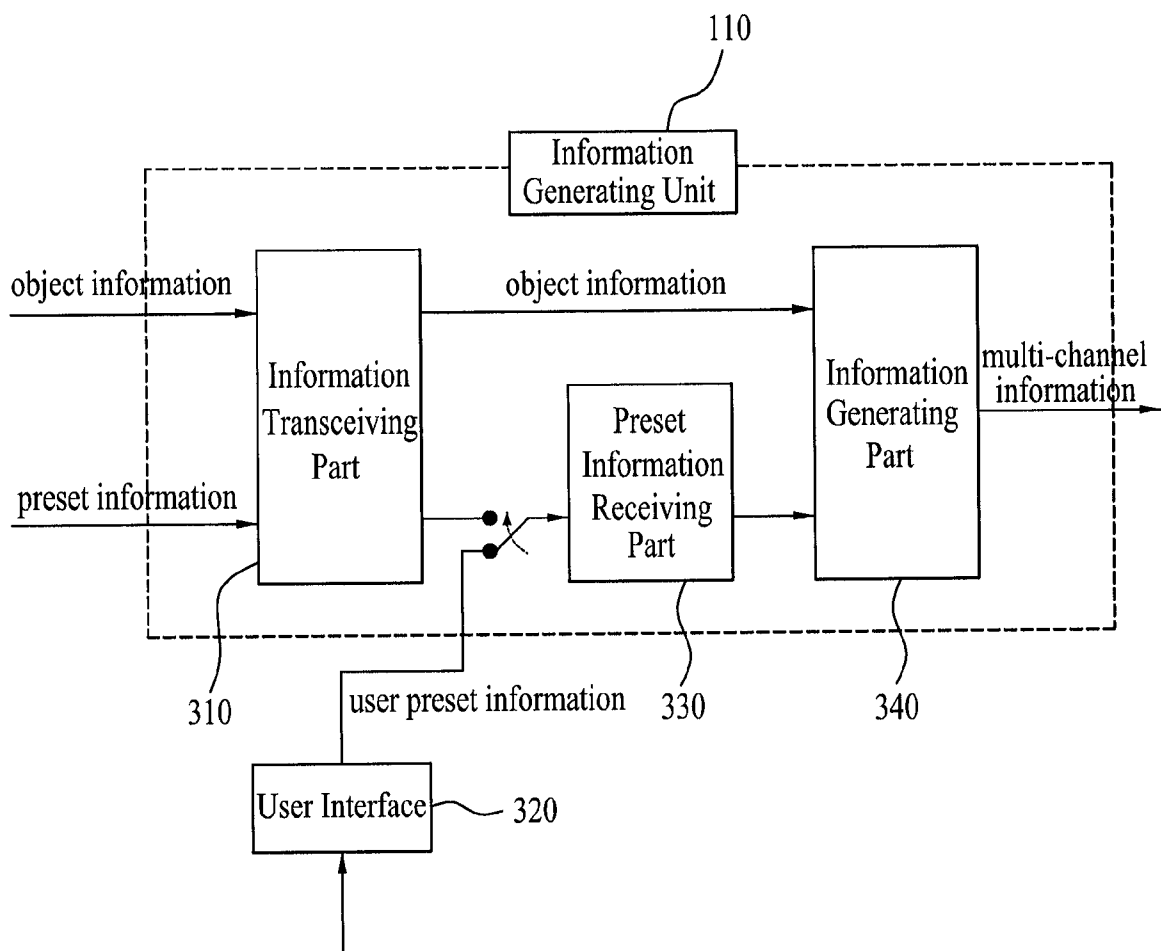 110
Information
Generating Unit
object information
object information
Information
Transceiving
Part
Preset
Information
Receiving
Part
Information
Generating
Part
multi-channel
information
preset information
310
user preset information
330
340
User Interface
320